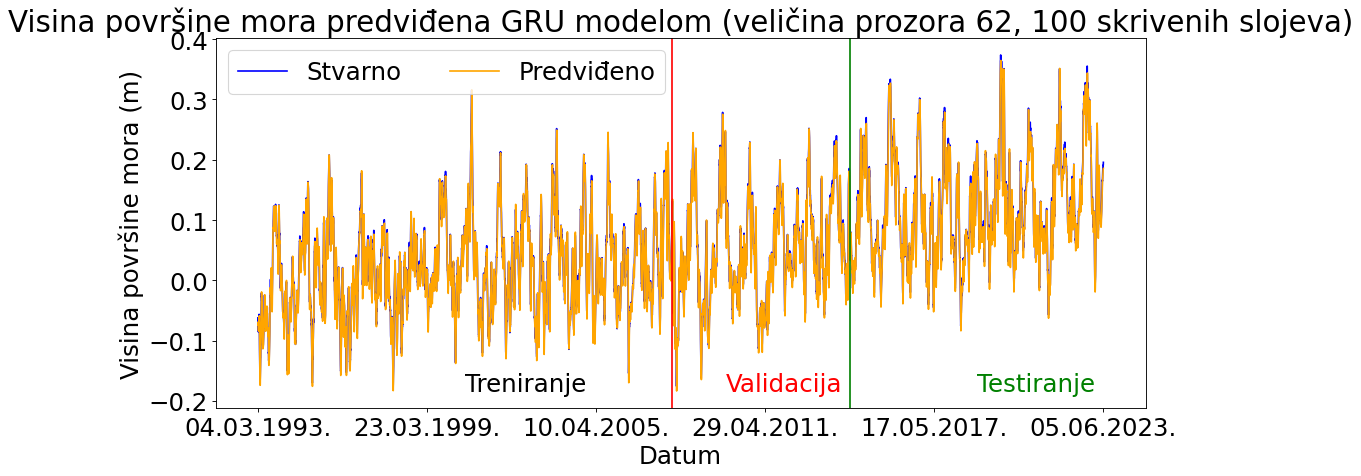 Visina površine mora predviđena GRU modelom (veličina prozora 62, 100 skrivenih slojeva)
Stvarno Predviđeno
Visina površine mora (m)
0.4
0.3
0.2
0.1
0.0
−0.1
−0.2
Treniranje Validacija Testiranje
04.03.1993. 23.03.1999. 10.04.2005. 29.04.2011. 17.05.2017. 05.06.2023.
Datum